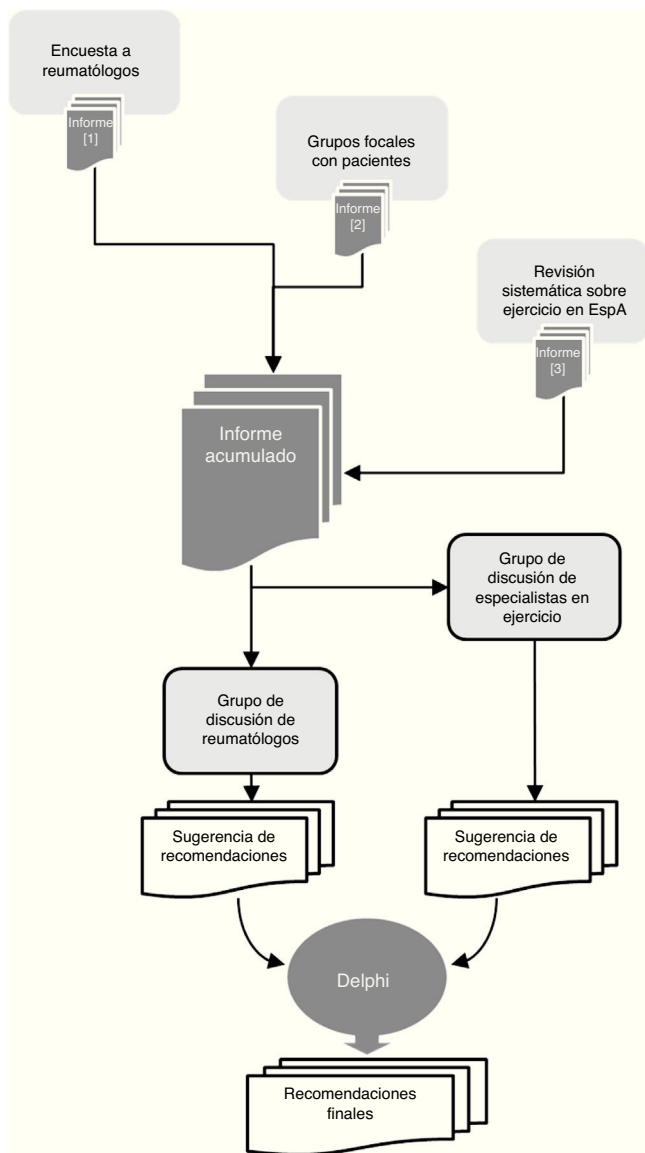 Encuesta a
reumatólogos
Informe
[1]
Grupos focales
con pacientes
Informe
[2]
Revisión
sistemática sobre
ejercicio en EspA
Informe
[3]
Informe
acumulado
Grupo de
discusión de
especialistas en
ejercicio
Grupo de
discusión de
reumatólogos
Sugerencia de
recomendaciones
Sugerencia de
recomendaciones
Delphi
Recomendaciones
finales